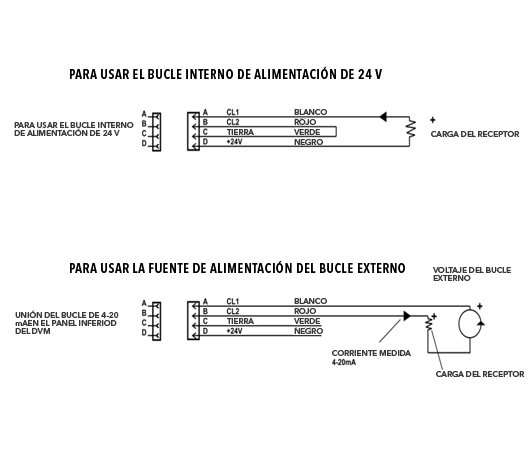 PARA USAR EL BUCLE INTERNO DE ALIMENTACIÓN DE 24 V
PARA USAR EL BUCLE INTERNO
DE ALIMENTACIÓN DE 24 V
A
B
C
D
A CL1 BLANCO
B CL2 ROJO
C TIERRA VERDE
D +24V NEGRO
+
CARGA DEL RECEPTOR
PARA USAR LA FUENTE DE ALIMENTACIÓN DEL BUCLE EXTERNO
VOLTAJE DEL BUCLE
EXTERNO
UNIÓN DEL BUCLE DE 4-20
mAEN EL PANEL INFERIOD
DEL DVM
A
B
C
D
A CL1 BLANCO
B CL2 ROJO
C TIERRA VERDE
D +24V NEGRO
+
+
CORRIENTE MEDIDA
4-20mA
CARGA DEL RECEPTOR